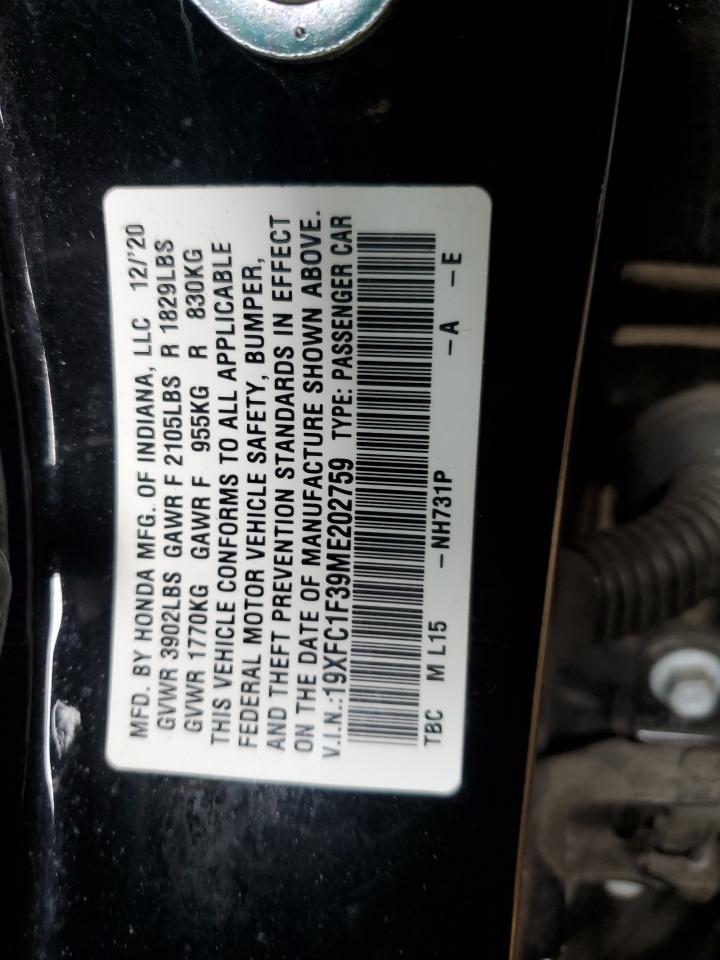 MFD. BY HONDA MFG. OF INDIANA, LLC 12/'20
GVWR 3902LBS GAWR F 2105LBS R 1829LBS
GVWR 1770KG GAWR F 955KG R 830KG
THIS VEHICLE CONFORMS TO ALL APPLICABLE
FEDERAL MOTOR VEHICLE SAFETY, BUMPER,
AND THEFT PREVENTION STANDARDS IN EFFECT
ON THE DATE OF MANUFACTURE SHOWN ABOVE.
V.I.N.:19XFC1F39ME202759 TYPE: PASSENGER CAR
TBC M L15 -NH731P -A -E